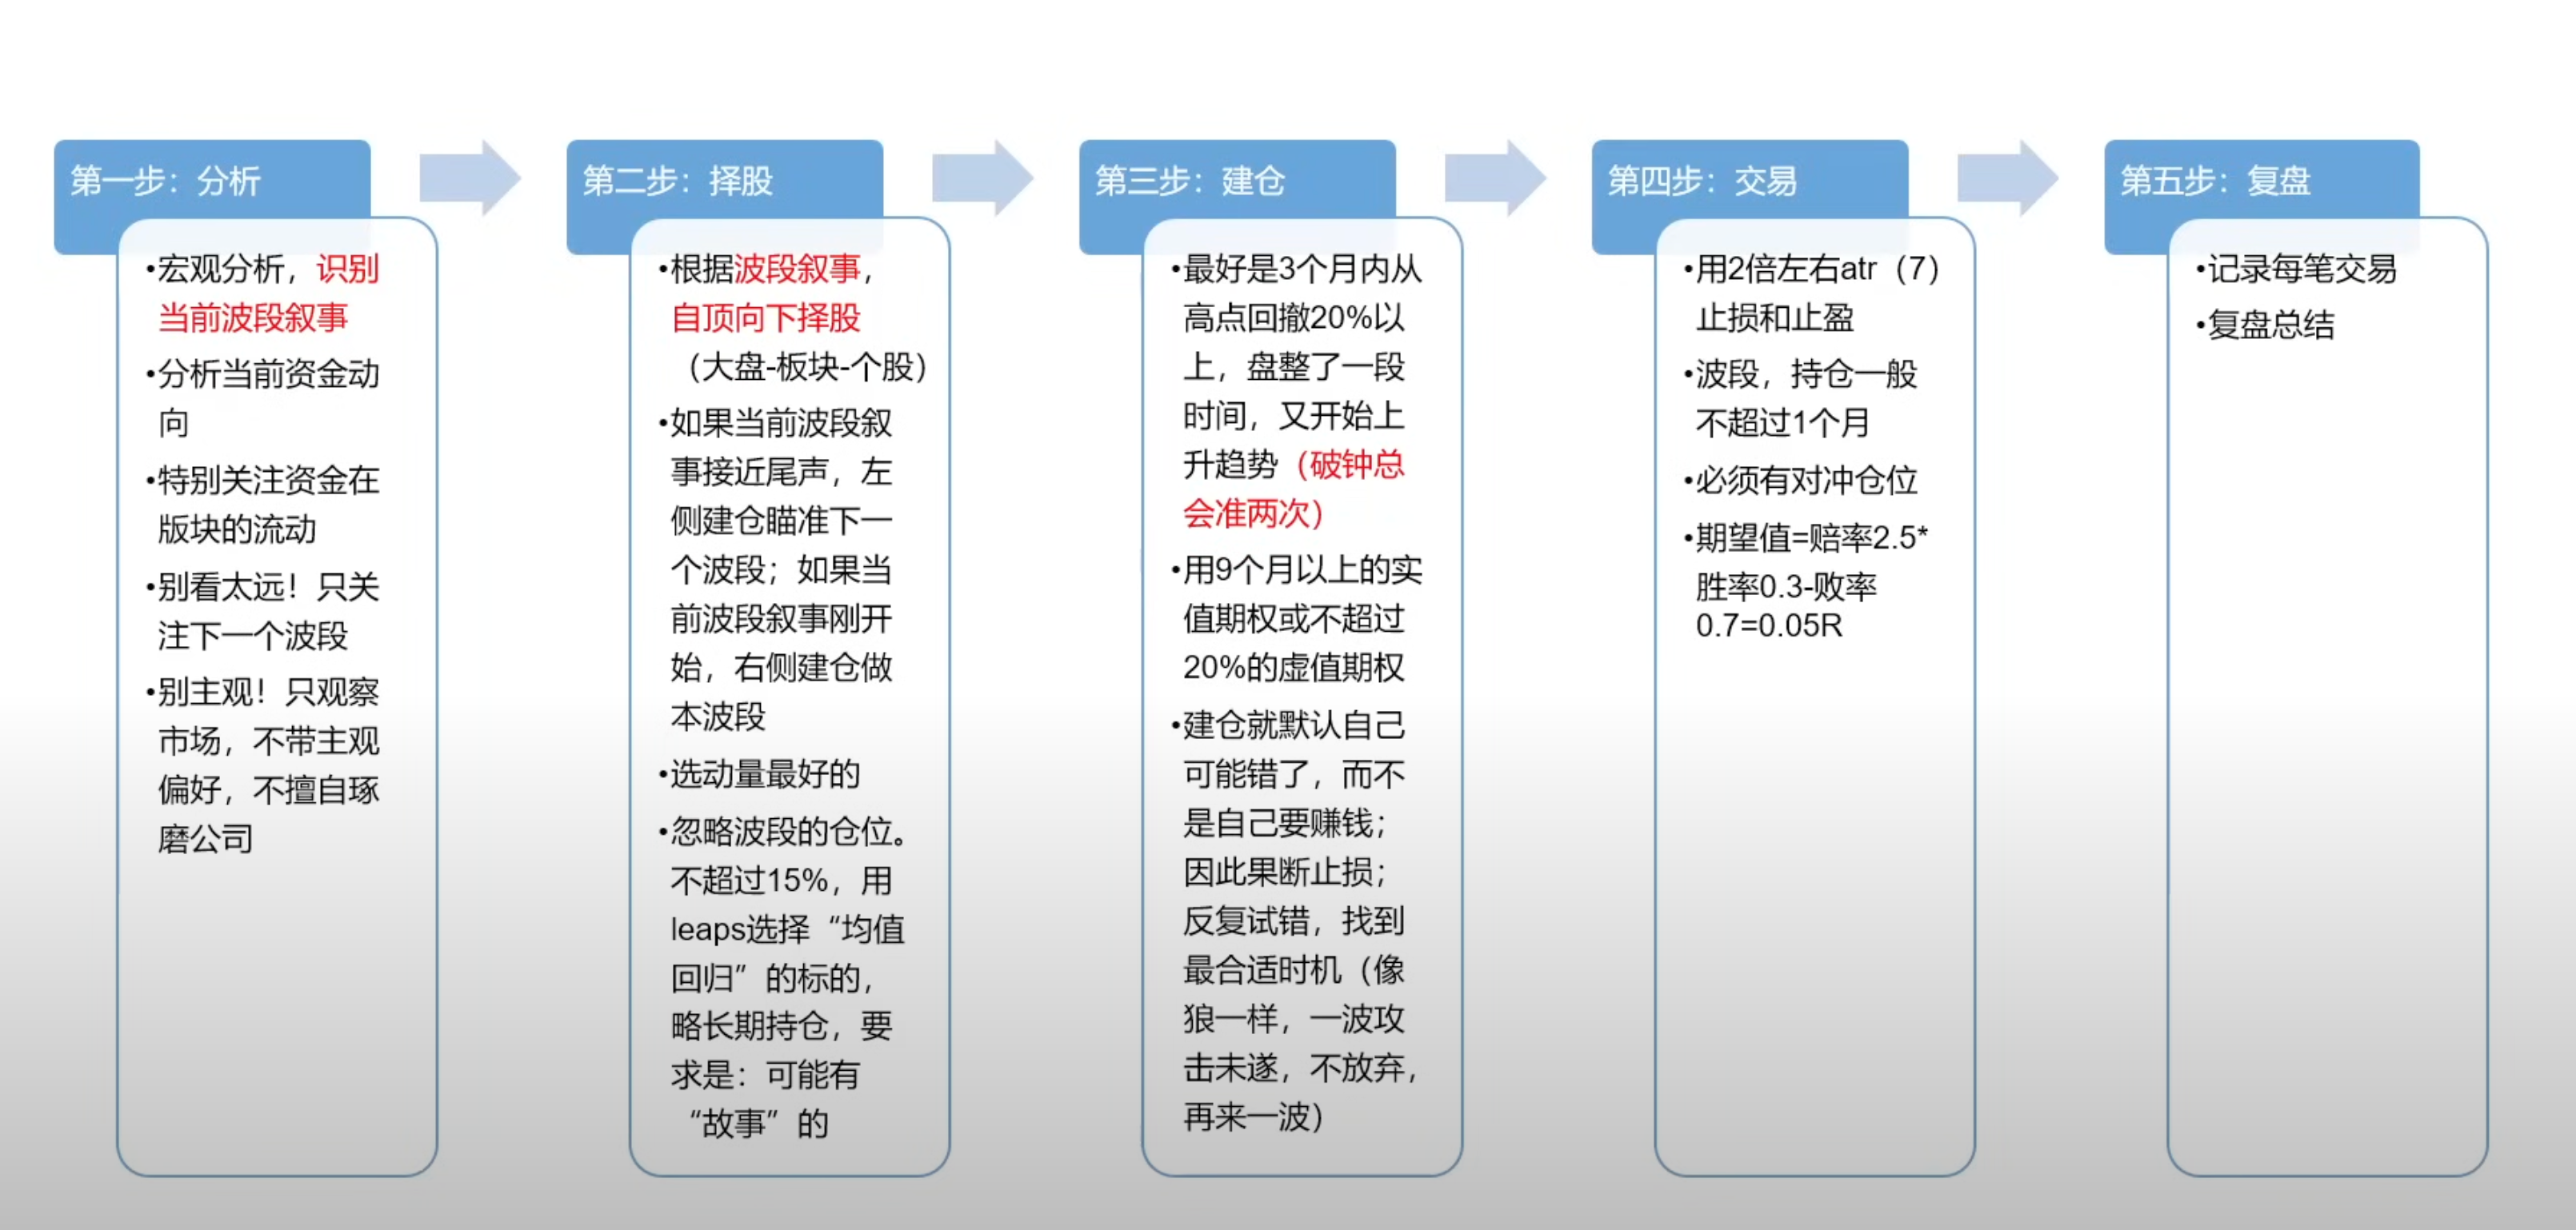 第一步：分析
•宏观分析，识别
当前波段叙事
•分析当前资金动
向
•特别关注资金在
版块的流动
•别看太远！只关
注下一个波段
•别主观！只观察
市场，不带主观
偏好，不擅自琢
磨公司
第二步：择股
•根据波段叙事，
自顶向下择股
（大盘-板块-个股）
•如果当前波段叙
事接近尾声，左
侧建仓瞄准下一
个波段；如果当
前波段叙事刚开
始，右侧建仓做
本波段
•选动量最好的
•忽略波段的仓位。
不超过15%，用
leaps选择“均值
回归”的标的，
略长期持仓，要
求是：可能有
“故事”的
第三步：建仓
•最好是3个月内从
高点回撤20%以
上，盘整了一段
时间，又开始上
升趋势（破钟总
会准两次）
•用9个月以上的实
值期权或不超过
20%的虚值期权
•建仓就默认自己
可能错了，而不
是自己要赚钱；
因此果断止损；
反复试错，找到
最合适时机（像
狼一样，一波攻
击未遂，不放弃，
再来一波）
第四步：交易
•用2倍左右atr（7）
止损和止盈
•波段，持仓一般
不超过1个月
•必须有对冲仓位
•期望值=赔率2.5*
胜率0.3-败率
0.7=0.05R
第五步：复盘
•记录每笔交易
•复盘总结